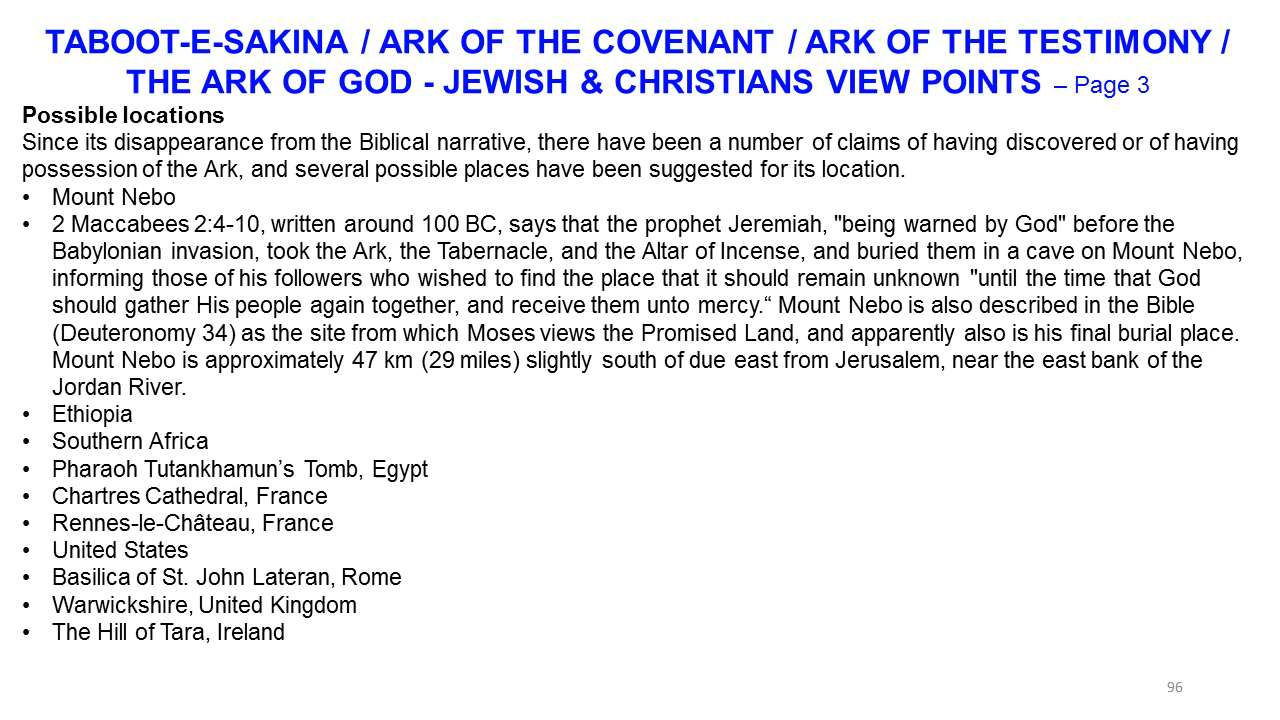 TABOOT-E-SAKINA / ARK OF THE COVENANT / ARK OF THE TESTIMONY /
THE ARK OF GOD - JEWISH & CHRISTIANS VIEW POINTS – Page 3
Possible locations
Since its disappearance from the Biblical narrative, there have been a number of claims of having discovered or of having
possession of the Ark, and several possible places have been suggested for its location.
• Mount Nebo
• 2 Maccabees 2:4-10, written around 100 BC, says that the prophet Jeremiah, "being warned by God" before the
Babylonian invasion, took the Ark, the Tabernacle, and the Altar of Incense, and buried them in a cave on Mount Nebo,
informing those of his followers who wished to find the place that it should remain unknown "until the time that God
should gather His people again together, and receive them unto mercy.“ Mount Nebo is also described in the Bible
(Deuteronomy 34) as the site from which Moses views the Promised Land, and apparently also is his final burial place.
Mount Nebo is approximately 47 km (29 miles) slightly south of due east from Jerusalem, near the east bank of the
Jordan River.
• Ethiopia
• Southern Africa
• Pharaoh Tutankhamun’s Tomb, Egypt
• Chartres Cathedral, France
• Rennes-le-Château, France
• United States
• Basilica of St. John Lateran, Rome
• Warwickshire, United Kingdom
• The Hill of Tara, Ireland
96